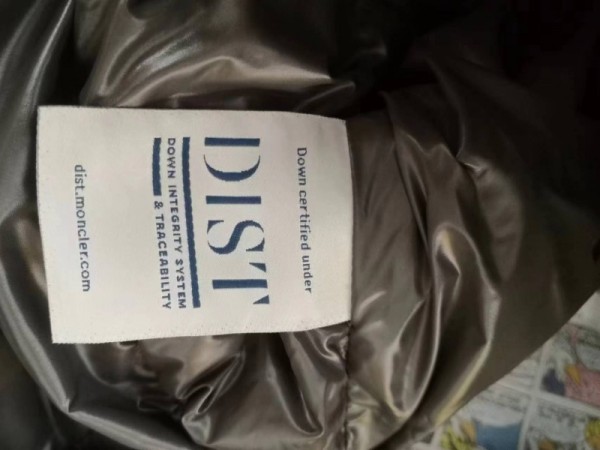 Down certified under
DIST
DOWN INTEGRITY SYSTEM
& TRACEABILITY
dist.moncler.com